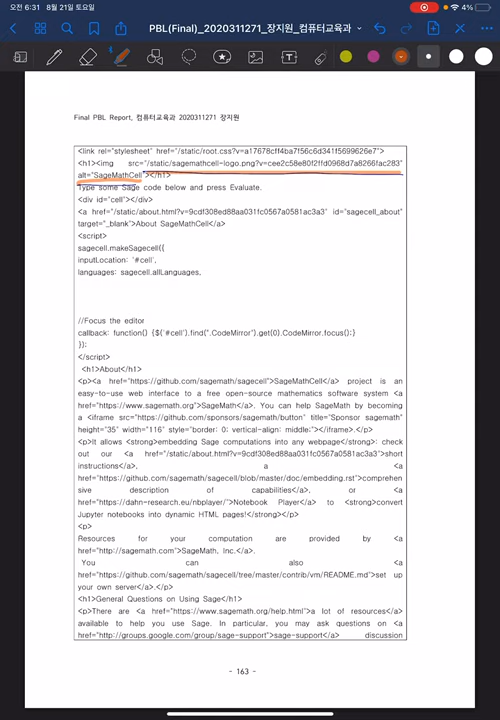 오전 6:31 8월 21일 토요일
4%
PBL(Final)_2020311271_장지원_컴퓨터교육과
Final PBL Report, 컴퓨터교육과 2020311271 장지원
<link rel="stylesheet" href="/static/root.css?v=a17678cff4ba7f56c6d341f5699626e7">
<h1><img src="/static/sagemathcell-logo.png?v=cee2c58e80f2ffd0968d7a8266fac283"
alt="SageMathCell"></h1>
Type some Sage code below and press Evaluate.
<div id="cell"></div>
<a href="/static/about.html?v=9cdf308ed88aa031fc0567a0581ac3a3" id="sagecell_about"
target="_blank">About SageMathCell</a>
<script>
sagecell.makeSagecell({
inputLocation: '#cell',
languages: sagecell.allLanguages,
//Focus the editor
callback: function() {$('#cell').find(".CodeMirror").get(0).CodeMirror.focus();}
});
</script>
<h1>About</h1>
<p><a href="https://github.com/sagemath/sagecell">SageMathCell</a> project is an
easy-to-use web interface to a free open-source mathematics software system <a
href="https://www.sagemath.org">SageMath</a>. You can help SageMath by becoming
a <iframe src="https://github.com/sponsors/sagemath/button" title="Sponsor sagemath"
height="35" width="116" style="border: 0; vertical-align: middle;"></iframe>.</p>
<p>It allows <strong>embedding Sage computations into any webpage</strong>: check
out our <a href="/static/about.html?v=9cdf308ed88aa031fc0567a0581ac3a3">short
instructions</a>, a <a
href="https://github.com/sagemath/sagecell/blob/master/doc/embedding.rst">comprehen
sive description of capabilities</a>, or <a
href="https://dahn-research.eu/nbplayer/">Notebook Player</a> to <strong>convert
Jupyter notebooks into dynamic HTML pages!</strong></p>
<p>
Resources for your computation are provided by <a
href="http://sagemath.com">SageMath, Inc.</a>.
You can also <a
href="https://github.com/sagemath/sagecell/tree/master/contrib/vm/README.md">set up
your own server</a>.</p>
<h1>General Questions on Using Sage</h1>
<p>There are <a href="https://www.sagemath.org/help.html">a lot of resources</a>
available to help you use Sage. In particular, you may ask questions on <a
href="http://groups.google.com/group/sage-support">sage-support</a> discussion
- 163 -